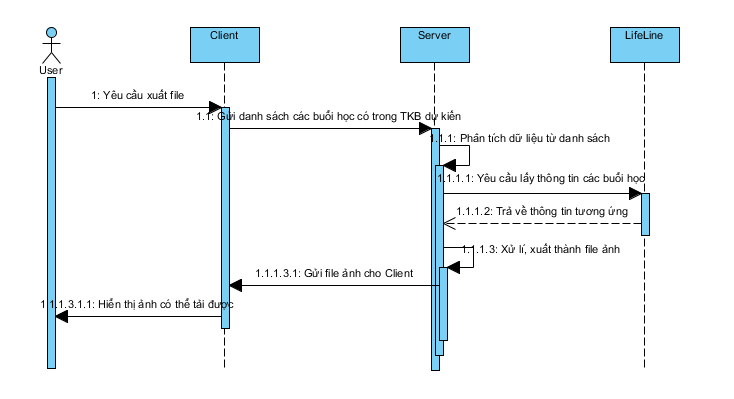 Client
Server
LifeLine
User
1: Yêu cầu xuất file
1.1: Gửi danh sách các buổi học có trong TKB dự kiến
1.1.1: Phân tích dữ liệu từ danh sách
1.1.1.1: Yêu cầu lấy thông tin các buổi học
1.1.1.2: Trả về thông tin tương ứng
1.1.1.3: Xử lí, xuất thành file ảnh
1.1.1.3.1: Gửi file ảnh cho Client
1.1.1.3.1.1: Hiển thị ảnh có thể tải được